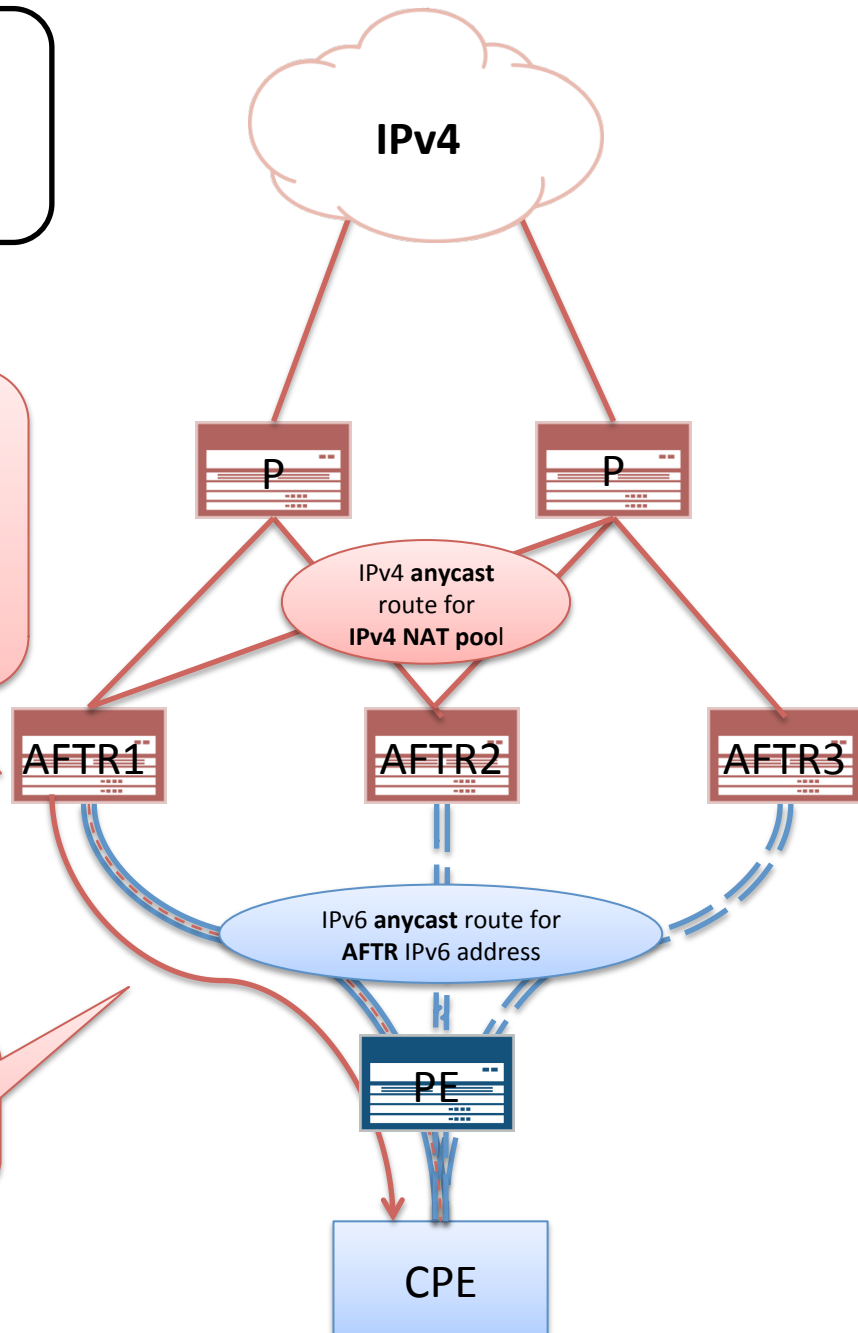 IPv4
P
P
IPv4 anycast
route for
IPv4 NAT pool
AFTR1
AFTR2
AFTR3
IPv6 anycast route for
AFTR IPv6 address
PE
CPE